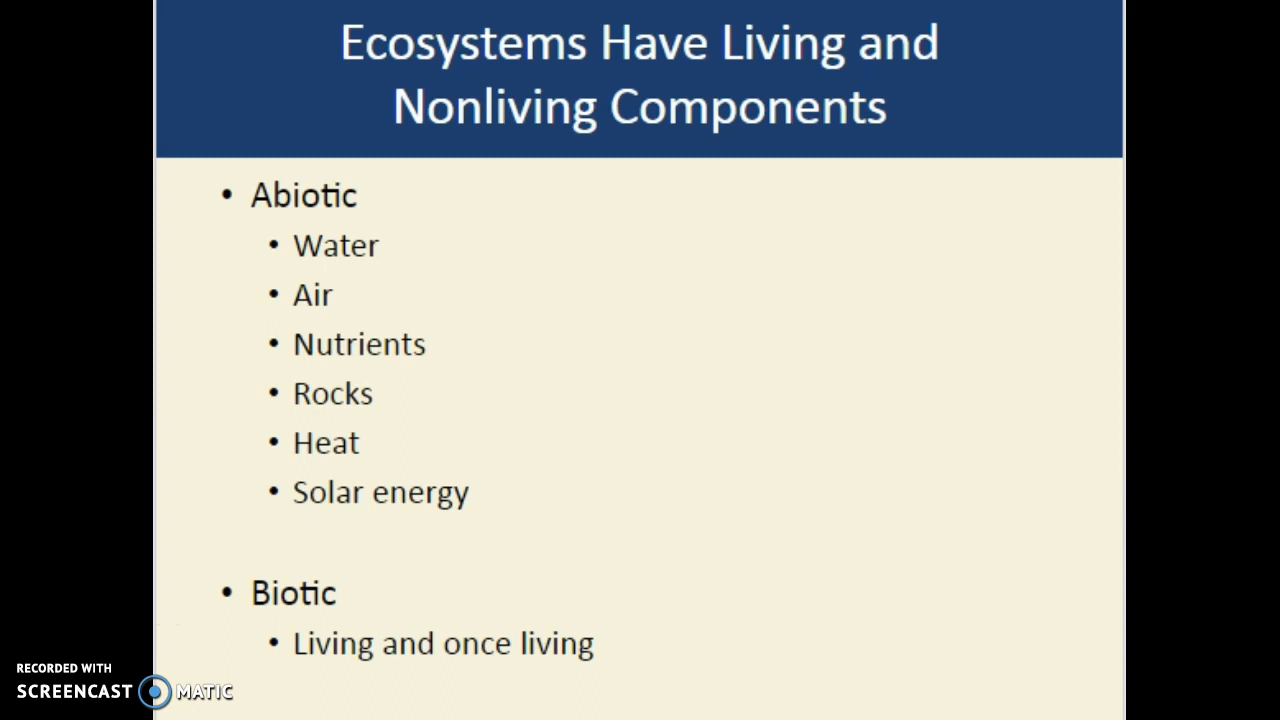 Ecosystems Have Living and
Nonliving Components
• Abiotic
• Water
• Air
• Nutrients
• Rocks
• Heat
• Solar energy
• Biotic
• Living and once living
RECORDED WITH
SCREENCAST MATIC